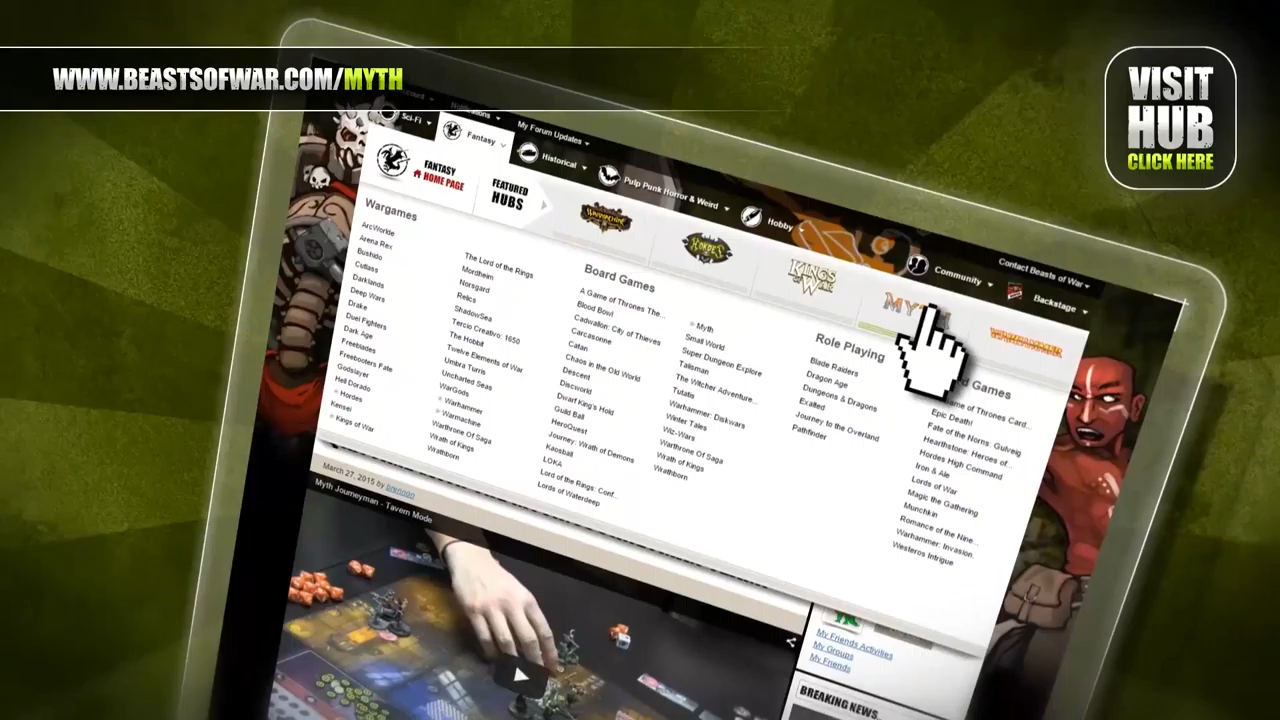 WWW.BEASTSOFWAR.COM/MYTH
VISIT
HUB
CLICK HERE
Notifications
My Forum Updates
Contact Beasts of War
Sci-Fi
Fantasy
Historical
Pulp Punk Horror & Weird
Hobby
Community
Backstage
FANTASY
HOME PAGE
FEATURED
HUBS
WARMACHINE
HORDES
KINGS
OF WAR
Wargames
ArcWorlde
Arena Rex
Bushido
Cutlass
Darklands
Deep Wars
Drake
Duel Fighters
Dark Age
Freeblades
Freebooters Fate
Godslayer
Hell Dorado
Hordes
Kensei
Kings of War
The Lord of the Rings
Mordheim
Norsgard
Relics
ShadowSea
Tercio Creativo: 1650
The Hobbit
Twelve Elements of War
Umbra Turris
Uncharted Seas
WarGods
Warhammer
Warmachine
Warthrone Of Saga
Wrath of Kings
Wrathborn
Board Games
A Game of Thrones The...
Blood Bowl
Cadwallon: City of Thieves
Carcasonne
Catan
Chaos in the Old World
Descent
Discworld
Dwarf King's Hold
Guild Ball
HeroQuest
Journey: Wrath of Demons
Kaosball
LOKA
Lord of the Rings: Conf...
Lords of Waterdeep
Myth
Small World
Super Dungeon Explore
Talisman
The Witcher Adventure...
Tutatis
Warhammer: Diskwars
Winter Tales
Wiz-Wars
Warthrone Of Saga
Wrath of Kings
Wrathborn
Role Playing
Blade Raiders
Dragon Age
Dungeons & Dragons
Exalted
Journey to the Overland
Pathfinder
Games
Game of Thrones Card...
Epic Death!
Fate of the Norns: Gulveig
Hearthstone: Heroes of...
Hordes High Command
Iron & Ale
Lords of War
Magic the Gathering
Munchkin
Romance of the Nine...
Warhammer: Invasion
Westeros Intrigue
March 27, 2015 by brennon
Myth Journeyman - Tavern Mode
My Friends Activities
My Groups
My Friends
BREAKING NEWS